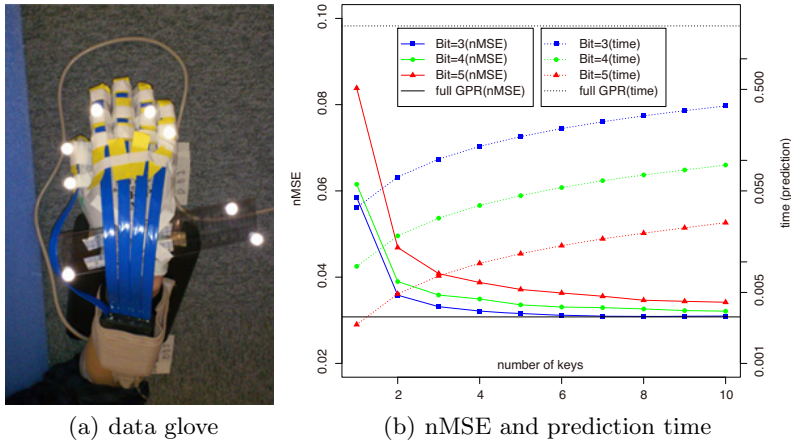 0.10
0.08
0.06
0.04
0.02
nMSE
Bit=3(nMSE)
Bit=4(nMSE)
Bit=5(nMSE)
full GPR(nMSE)
Bit=3(time)
Bit=4(time)
Bit=5(time)
full GPR(time)
0.500
0.050
0.005
0.001
time (prediction)
number of keys
2 4 6 8 10
(a) data glove
(b) nMSE and prediction time